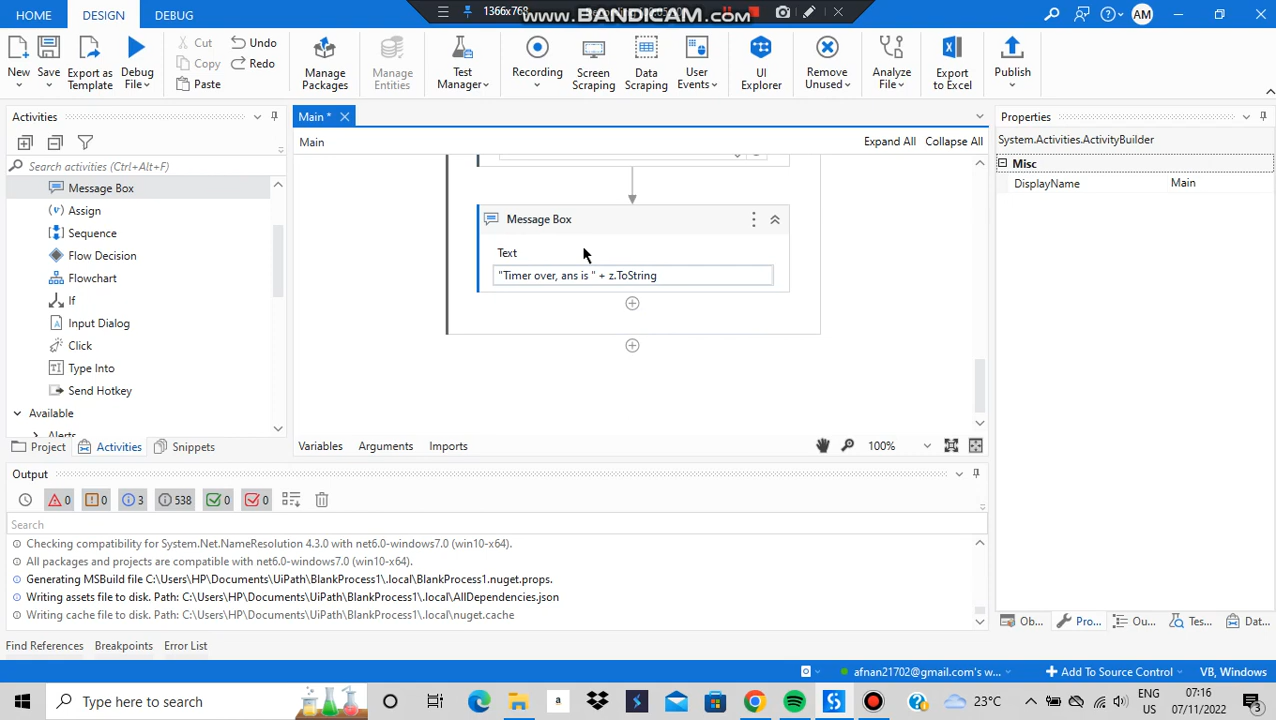 HOME DESIGN DEBUG
1366x768
www.BANDICAM.com
AM
New
Save
Export as Template
Debug File
Cut
Copy
Paste
Undo
Redo
Manage Packages
Manage Entities
Test Manager
Recording
Screen Scraping
Data Scraping
User Events
UI Explorer
Remove Unused
Analyze File
Export to Excel
Publish
Activities
Search activities (Ctrl+Alt+F)
Message Box
Assign
Sequence
Flow Decision
Flowchart
If
Input Dialog
Click
Type Into
Send Hotkey
Available
Alerts
Project Activities Snippets
Main *
Main
Expand All Collapse All
Message Box
Text
"Timer over, ans is " + z.ToString
Variables Arguments Imports
100%
Properties
System.Activities.ActivityBuilder
Misc
DisplayName Main
Ob... Pro... Ou... Tes... Dat...
Output
0 0 3 538 0 0
Search
Checking compatibility for System.Net.NameResolution 4.3.0 with net6.0-windows7.0 (win10-x64).
All packages and projects are compatible with net6.0-windows7.0 (win10-x64).
Generating MSBuild file C:\Users\HP\Documents\UiPath\BlankProcess1\.local\BlankProcess1.nuget.props.
Writing assets file to disk. Path: C:\Users\HP\Documents\UiPath\BlankProcess1\.local\AllDependencies.json
Writing cache file to disk. Path: C:\Users\HP\Documents\UiPath\BlankProcess1\.local\nuget.cache
Find References Breakpoints Error List
afnan21702@gmail.com's w...
Add To Source Control
VB, Windows
Type here to search
a
23°C
ENG
07:16
07/11/2022
3